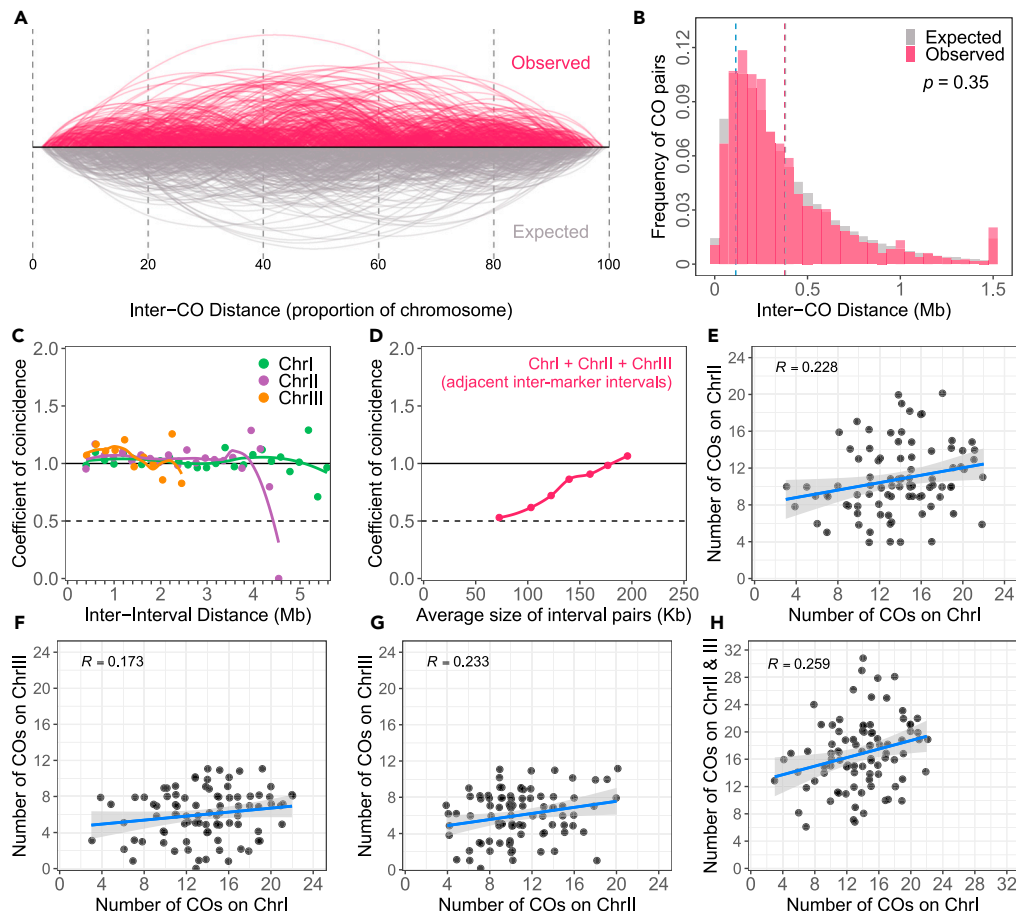 A
Observed
Expected
0 20 40 60 80 100
Inter−CO Distance (proportion of chromosome)
B
Expected
Observed
p = 0.35
Frequency of CO pairs
0 0.03 0.06 0.09 0.12
0 0.5 1 1.5
Inter−CO Distance (Mb)
C
ChrI
ChrII
ChrIII
Coefficient of coincidence
2.0
1.5
1.0
0.5
0.0
0 1 2 3 4 5
Inter−Interval Distance (Mb)
D
ChrI + ChrII + ChrIII
(adjacent inter−marker intervals)
Coefficient of coincidence
2.0
1.5
1.0
0.5
0.0
0 50 100 150 200 250
Average size of interval pairs (Kb)
E
R = 0.228
Number of COs on ChrII
24
20
16
12
8
4
0
0 4 8 12 16 20 24
Number of COs on ChrI
F
R = 0.173
Number of COs on ChrIII
24
20
16
12
8
4
0
0 4 8 12 16 20 24
Number of COs on ChrI
G
R = 0.233
Number of COs on ChrIII
24
20
16
12
8
4
0
0 4 8 12 16 20 24
Number of COs on ChrII
H
R = 0.259
Number of COs on ChrII & III
32
28
24
20
16
12
8
4
0
0 4 8 12 16 20 24 28 32
Number of COs on ChrI